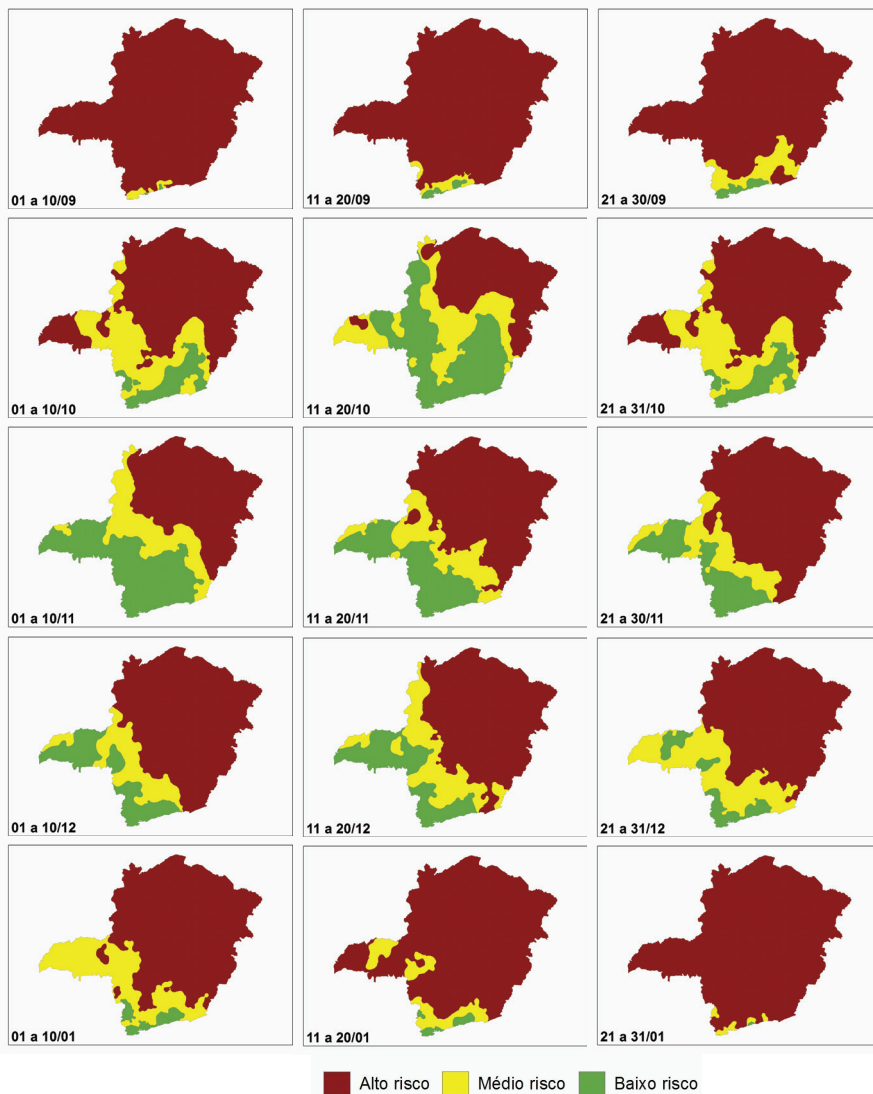 01 a 10/09
11 a 20/09
21 a 30/09
01 a 10/10
11 a 20/10
21 a 31/10
01 a 10/11
11 a 20/11
21 a 30/11
01 a 10/12
11 a 20/12
21 a 31/12
01 a 10/01
11 a 20/01
21 a 31/01
Alto risco Médio risco Baixo risco